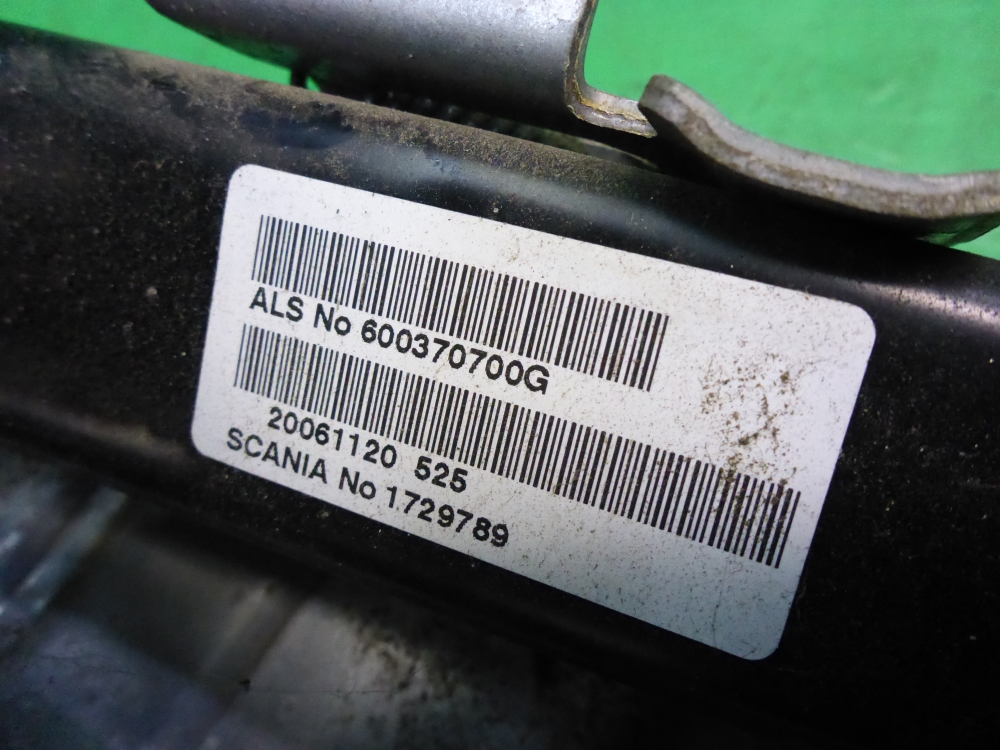 ALS No 600370700G
20061120 525
SCANIA No 1729789